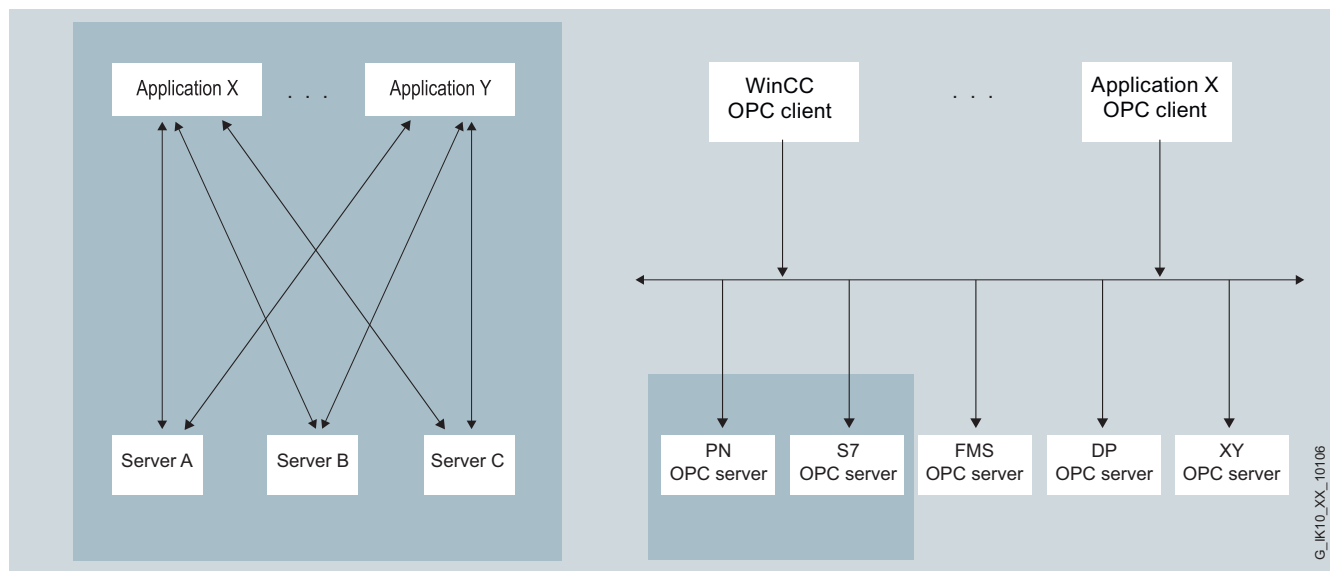 Application X
. . .
Application Y
Server A
Server B
Server C
WinCC
OPC client
. . .
Application X
OPC client
PN
OPC server
S7
OPC server
FMS
OPC server
DP
OPC server
XY
OPC server
G_IK10_XX_10106